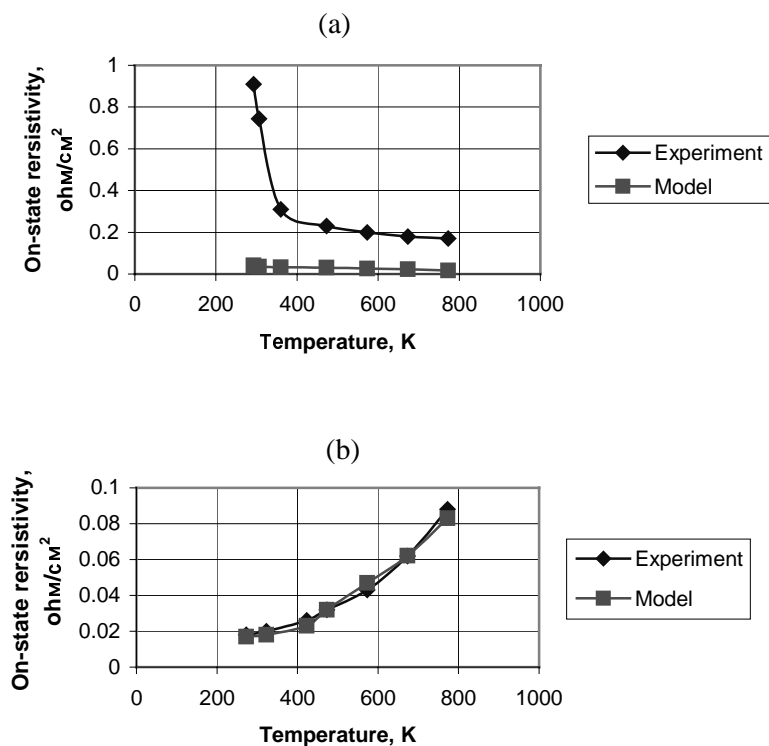 (a)
On-state rersistivity,
ohм/cм²
1
0.8
0.6
0.4
0.2
0
0 200 400 600 800 1000
Temperature, K
Experiment
Model
(b)
On-state rersistivity,
ohм/cм²
0.1
0.08
0.06
0.04
0.02
0
0 200 400 600 800 1000
Temperature, K
Experiment
Model